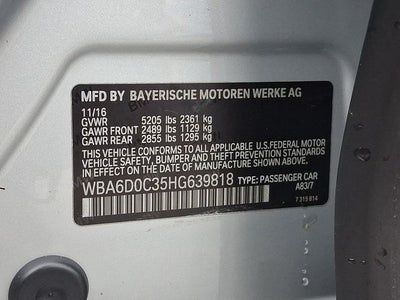 MFD BY BAYERISCHE MOTOREN WERKE AG
11/16
GVWR 5205 lbs 2361 kg
GAWR FRONT 2489 lbs 1129 kg
GAWR REAR 2855 lbs 1295 kg
THIS VEHICLE CONFORMS TO ALL APPLICABLE U.S.FEDERAL MOTOR
VEHICLE SAFETY, BUMPER AND THEFT PREVENTION STANDARDS
IN EFFECT ON THE DATE OF MANUFACTURE SHOWN ABOVE.
WBA6D0C35HG639818 TYPE: PASSENGER CAR
A83/7
7 315 814